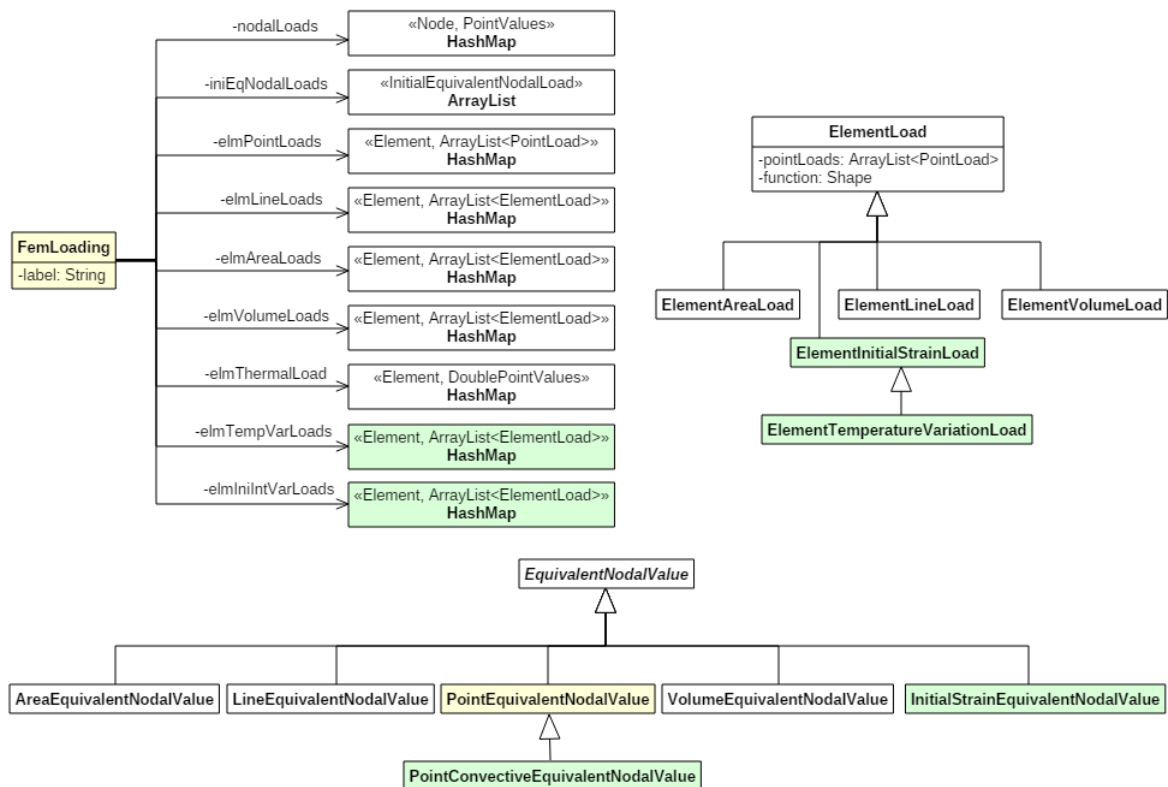 -nodalLoads
«Node, PointValues»
HashMap
-iniEqNodalLoads
«InitialEquivalentNodalLoad»
ArrayList
-elmPointLoads
«Element, ArrayList<PointLoad>»
HashMap
-elmLineLoads
«Element, ArrayList<ElementLoad>»
HashMap
FemLoading
-label: String
-elmAreaLoads
«Element, ArrayList<ElementLoad>»
HashMap
-elmVolumeLoads
«Element, ArrayList<ElementLoad>»
HashMap
-elmThermalLoad
«Element, DoublePointValues»
HashMap
-elmTempVarLoads
«Element, ArrayList<ElementLoad>»
HashMap
-elmIniIntVarLoads
«Element, ArrayList<ElementLoad>»
HashMap
ElementLoad
-pointLoads: ArrayList<PointLoad>
-function: Shape
ElementAreaLoad
ElementLineLoad
ElementVolumeLoad
ElementInitialStrainLoad
ElementTemperatureVariationLoad
EquivalentNodalValue
AreaEquivalentNodalValue
LineEquivalentNodalValue
PointEquivalentNodalValue
VolumeEquivalentNodalValue
InitialStrainEquivalentNodalValue
PointConvectiveEquivalentNodalValue